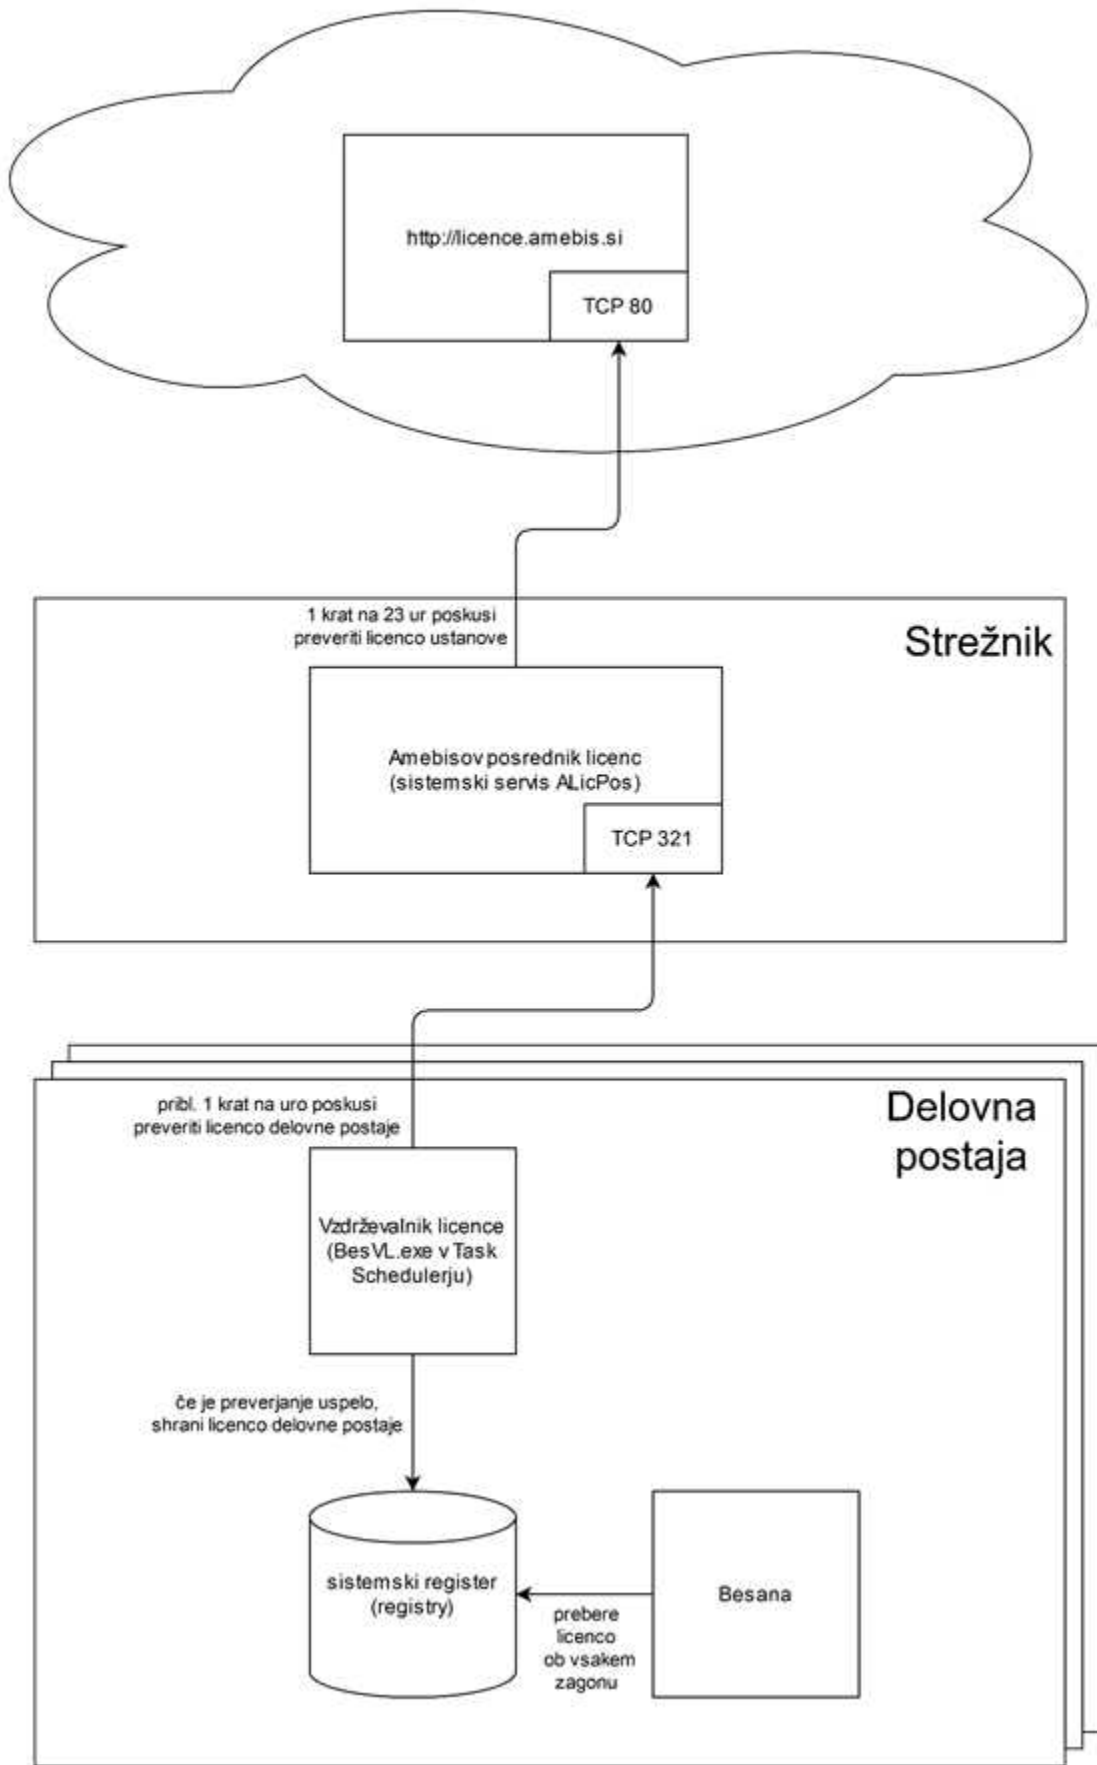 http://licence.amebis.si
TCP 80
1 krat na 23 ur poskusi
preveriti licenco ustanove
Strežnik
Amebisov posrednik licenc
(sistemski servis ALicPos)
TCP 321
pribl. 1 krat na uro poskusi
preveriti licenco delovne postaje
Delovna
postaja
Vzdrževalnik licence
(BesVL.exe v Task
Schedulerju)
če je preverjanje uspelo,
shrani licenco delovne postaje
sistemski register
(registry)
Besana
prebere
licenco
ob vsakem
zagonu